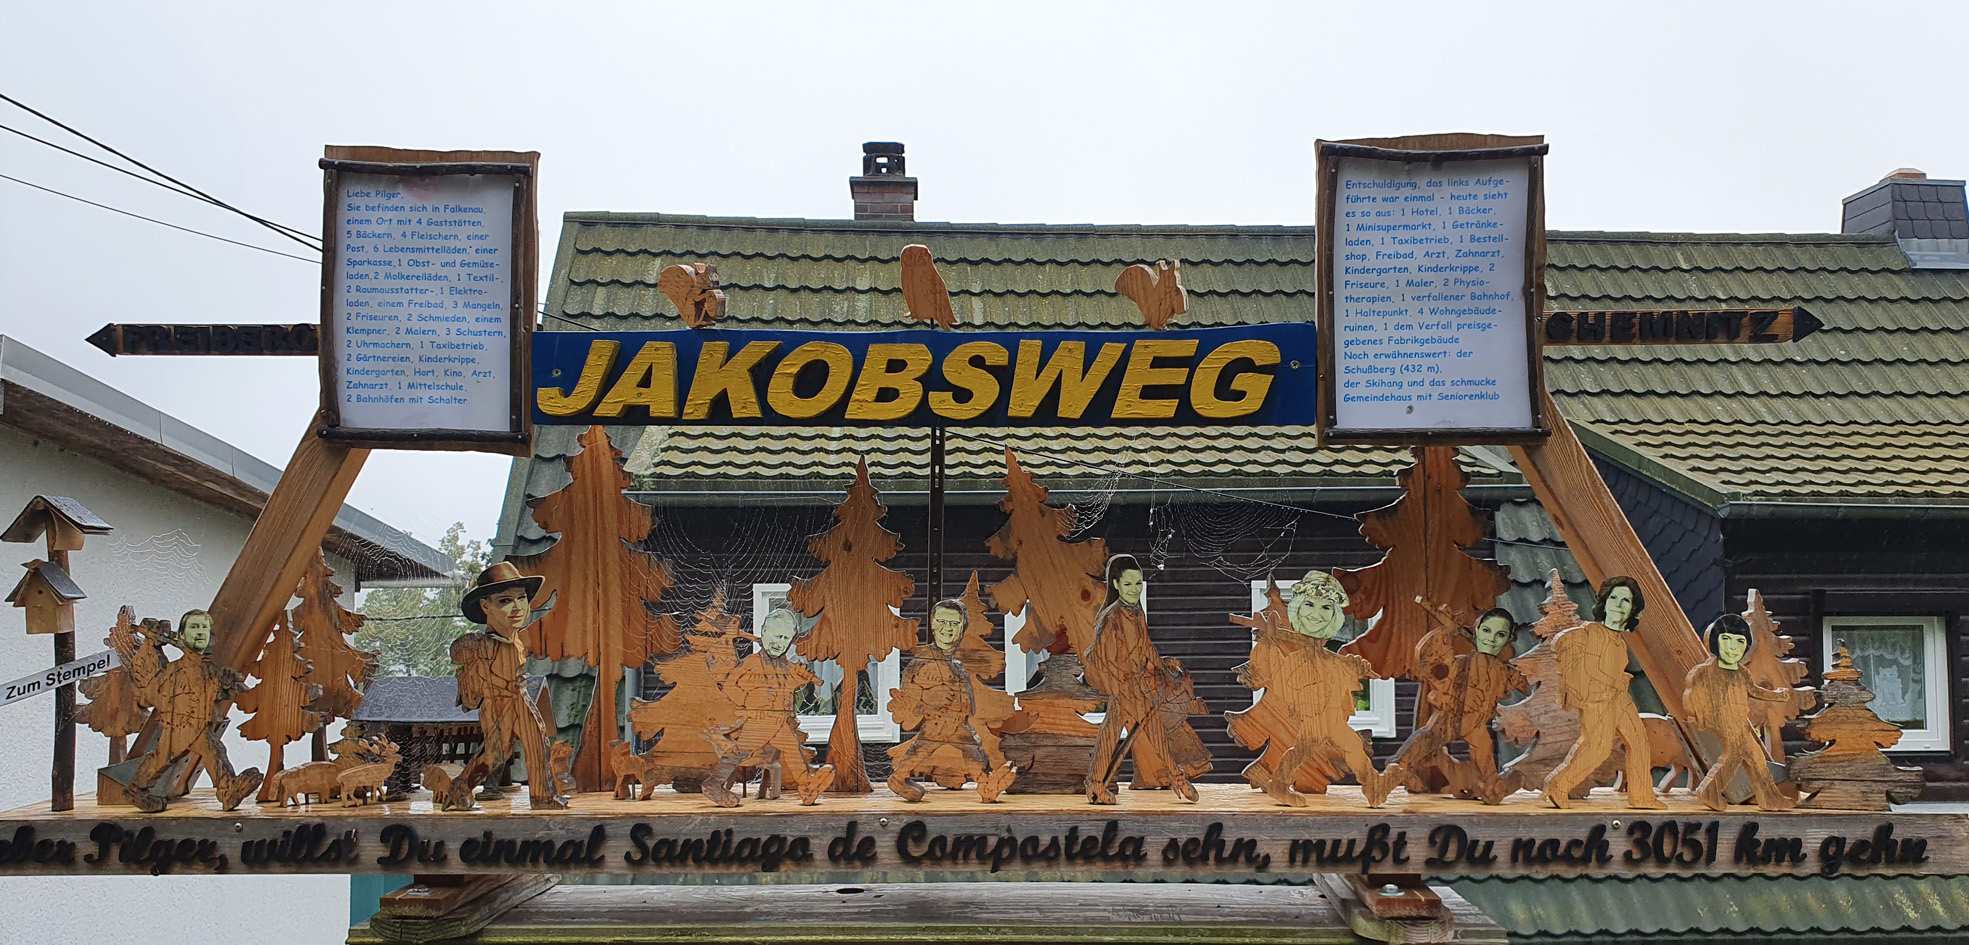 Liebe Pilger,
Sie befinden sich in Falkenau,
einem Ort mit 4 Gaststätten,
5 Bäckern, 4 Fleischern, einer
Post, 6 Lebensmittelläden, einer
Sparkasse, 1 Obst- und Gemüse-
laden, 2 Molkereiläden, 1 Textil-,
2 Raumausstatter-, 1 Elektro-
laden, einem Freibad, 3 Mangeln,
2 Friseuren, 2 Schmieden, einem
Klempner, 2 Malern, 3 Schustern,
2 Uhrmachern, 1 Taxibetrieb,
2 Gärtnereien, Kinderkrippe,
Kindergarten, Hort, Kino, Arzt,
Zahnarzt, 1 Mittelschule,
2 Bahnhöfen mit Schalter
Entschuldigung, das links Aufge-
führte war einmal - heute sieht
es so aus: 1 Hotel, 1 Bäcker,
1 Minisupermarkt, 1 Getränke-
laden, 1 Taxibetrieb, 1 Bestell-
shop, Freibad, Arzt, Zahnarzt,
Kindergarten, Kinderkrippe, 2
Friseure, 1 Maler, 2 Physio-
therapien, 1 verfallener Bahnhof,
1 Haltepunkt, 4 Wohngebäude-
ruinen, 1 dem Verfall preisge-
gebenes Fabrikgebäude
Noch erwähnenswert: der
Schußberg (432 m),
der Skihang und das schmucke
Gemeindehaus mit Seniorenklub
FREIBERG
JAKOBSWEG
CHEMNITZ
Zum Stempel
eber Pilger, willst Du einmal Santiago de Compostela sehn, mußt Du noch 3051 km gehn